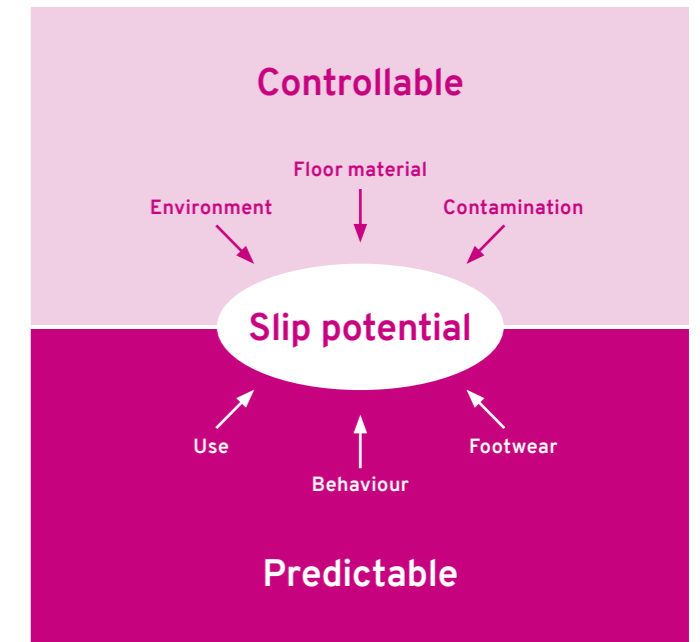 Controllable
Floor material
Environment
Contamination
Slip potential
Use
Footwear
Behaviour
Predictable